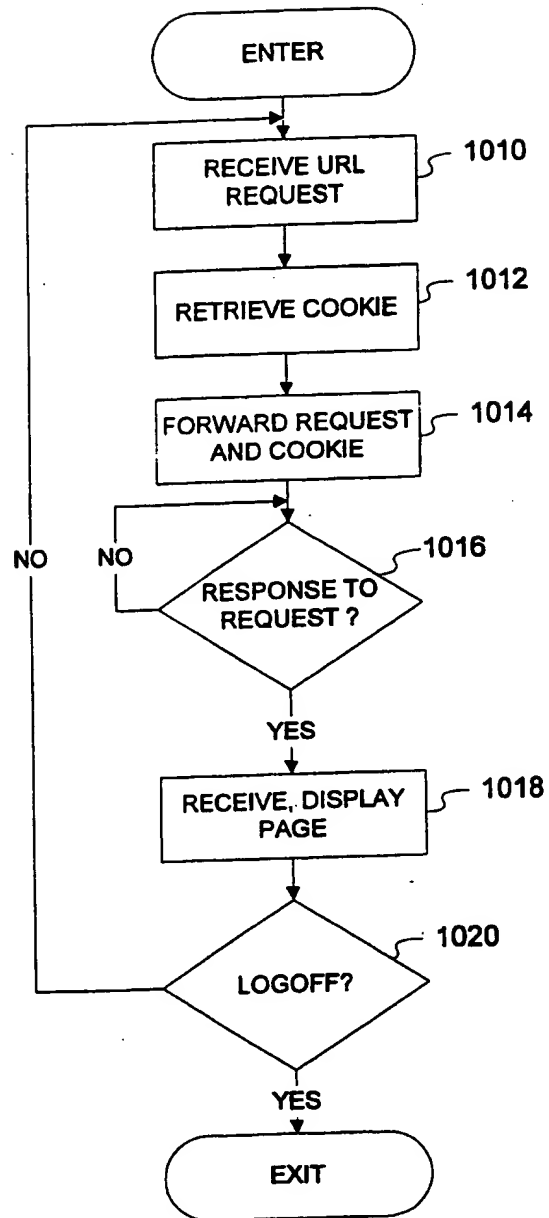 ENTER
1010
RECEIVE URL
REQUEST
1012
RETRIEVE COOKIE
1014
FORWARD REQUEST
AND COOKIE
NO
NO
1016
RESPONSE TO
REQUEST ?
YES
1018
RECEIVE, DISPLAY
PAGE
1020
LOGOFF?
YES
EXIT